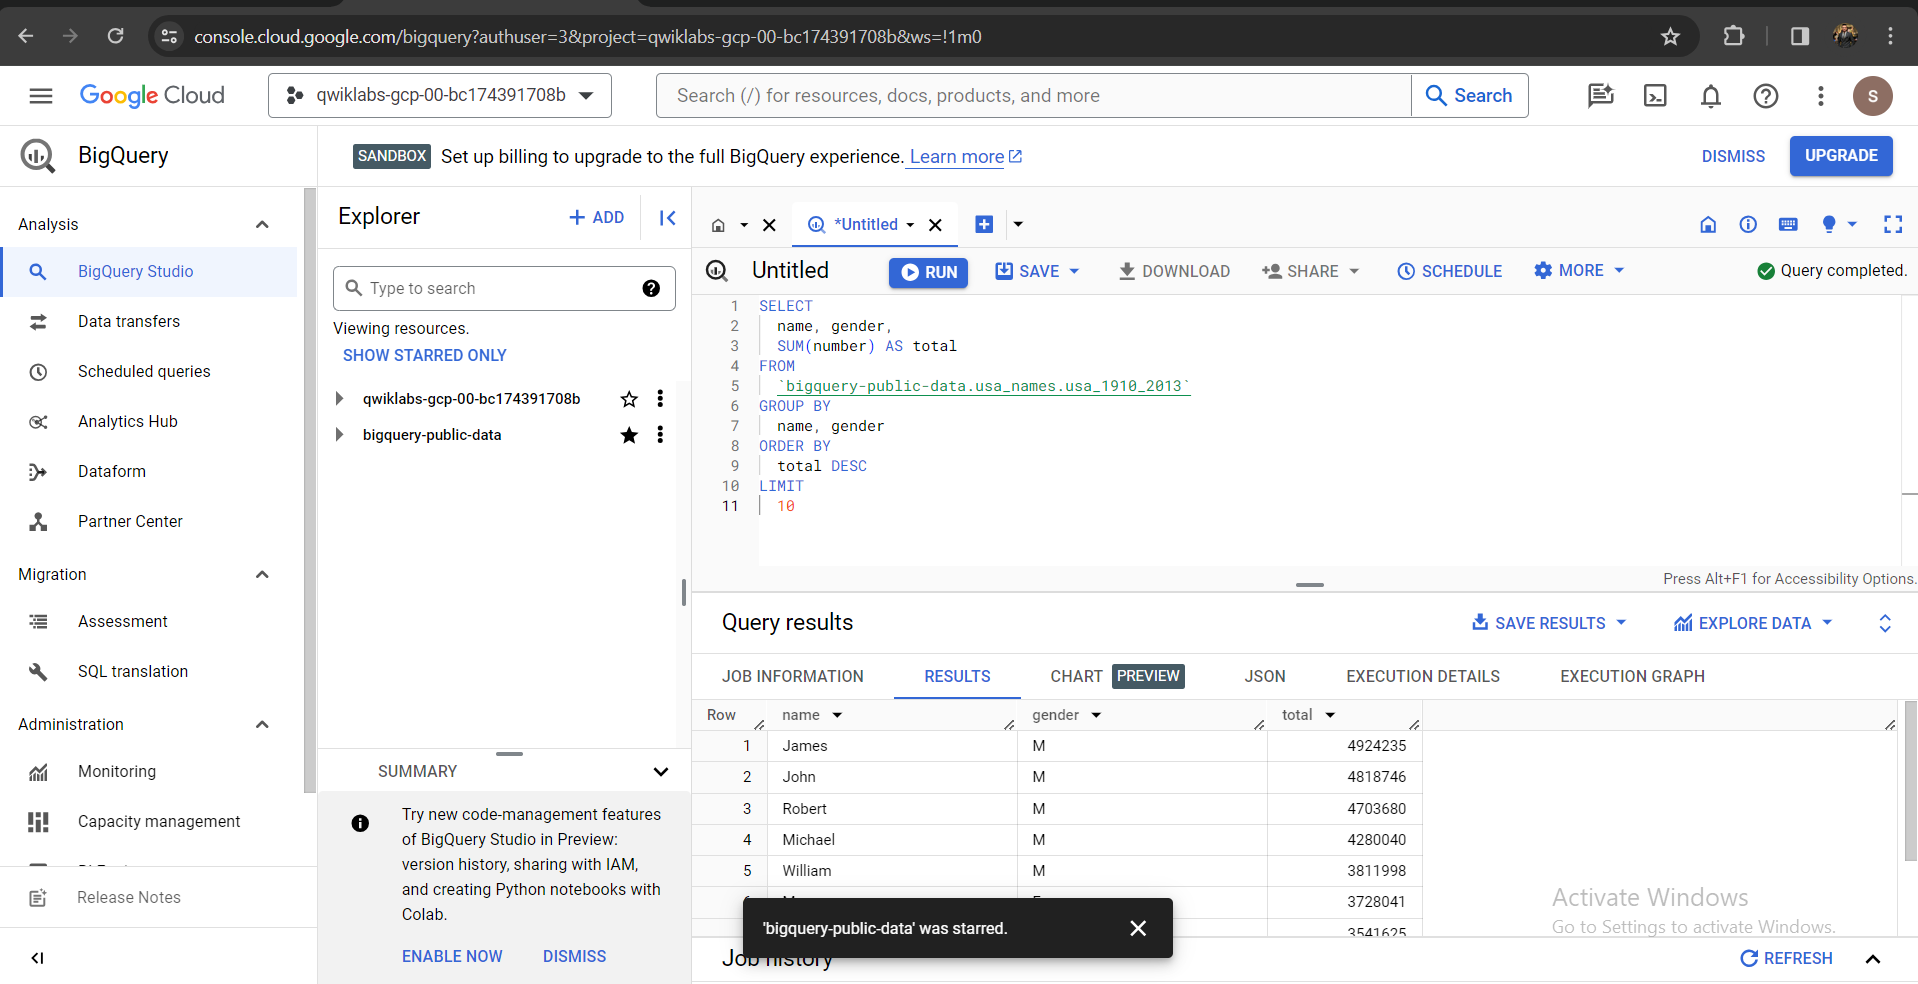 console.cloud.google.com/bigquery?authuser=3&project=qwiklabs-gcp-00-bc174391708b&ws=!1m0
Google Cloud
qwiklabs-gcp-00-bc174391708b
Search (/) for resources, docs, products, and more
Search
S
BigQuery
SANDBOX Set up billing to upgrade to the full BigQuery experience. Learn more
DISMISS
UPGRADE
Analysis
BigQuery Studio
Data transfers
Scheduled queries
Analytics Hub
Dataform
Partner Center
Migration
Assessment
SQL translation
Administration
Monitoring
Capacity management
Release Notes
Explorer
ADD
Type to search
Viewing resources.
SHOW STARRED ONLY
qwiklabs-gcp-00-bc174391708b
bigquery-public-data
SUMMARY
Try new code-management features
of BigQuery Studio in Preview:
version history, sharing with IAM,
and creating Python notebooks with
Colab.
ENABLE NOW DISMISS
*Untitled
Untitled
RUN
SAVE
DOWNLOAD
SHARE
SCHEDULE
MORE
Query completed.
1 SELECT
2 name, gender,
3 SUM(number) AS total
4 FROM
5 `bigquery-public-data.usa_names.usa_1910_2013`
6 GROUP BY
7 name, gender
8 ORDER BY
9 total DESC
10 LIMIT
11 10
Press Alt+F1 for Accessibility Options.
Query results
SAVE RESULTS
EXPLORE DATA
JOB INFORMATION RESULTS CHART PREVIEW JSON EXECUTION DETAILS EXECUTION GRAPH
Row name gender total
1 James M 4924235
2 John M 4818746
3 Robert M 4703680
4 Michael M 4280040
5 William M 3811998
3728041
3541625
'bigquery-public-data' was starred.
Activate Windows
Go to Settings to activate Windows.
Job history
REFRESH